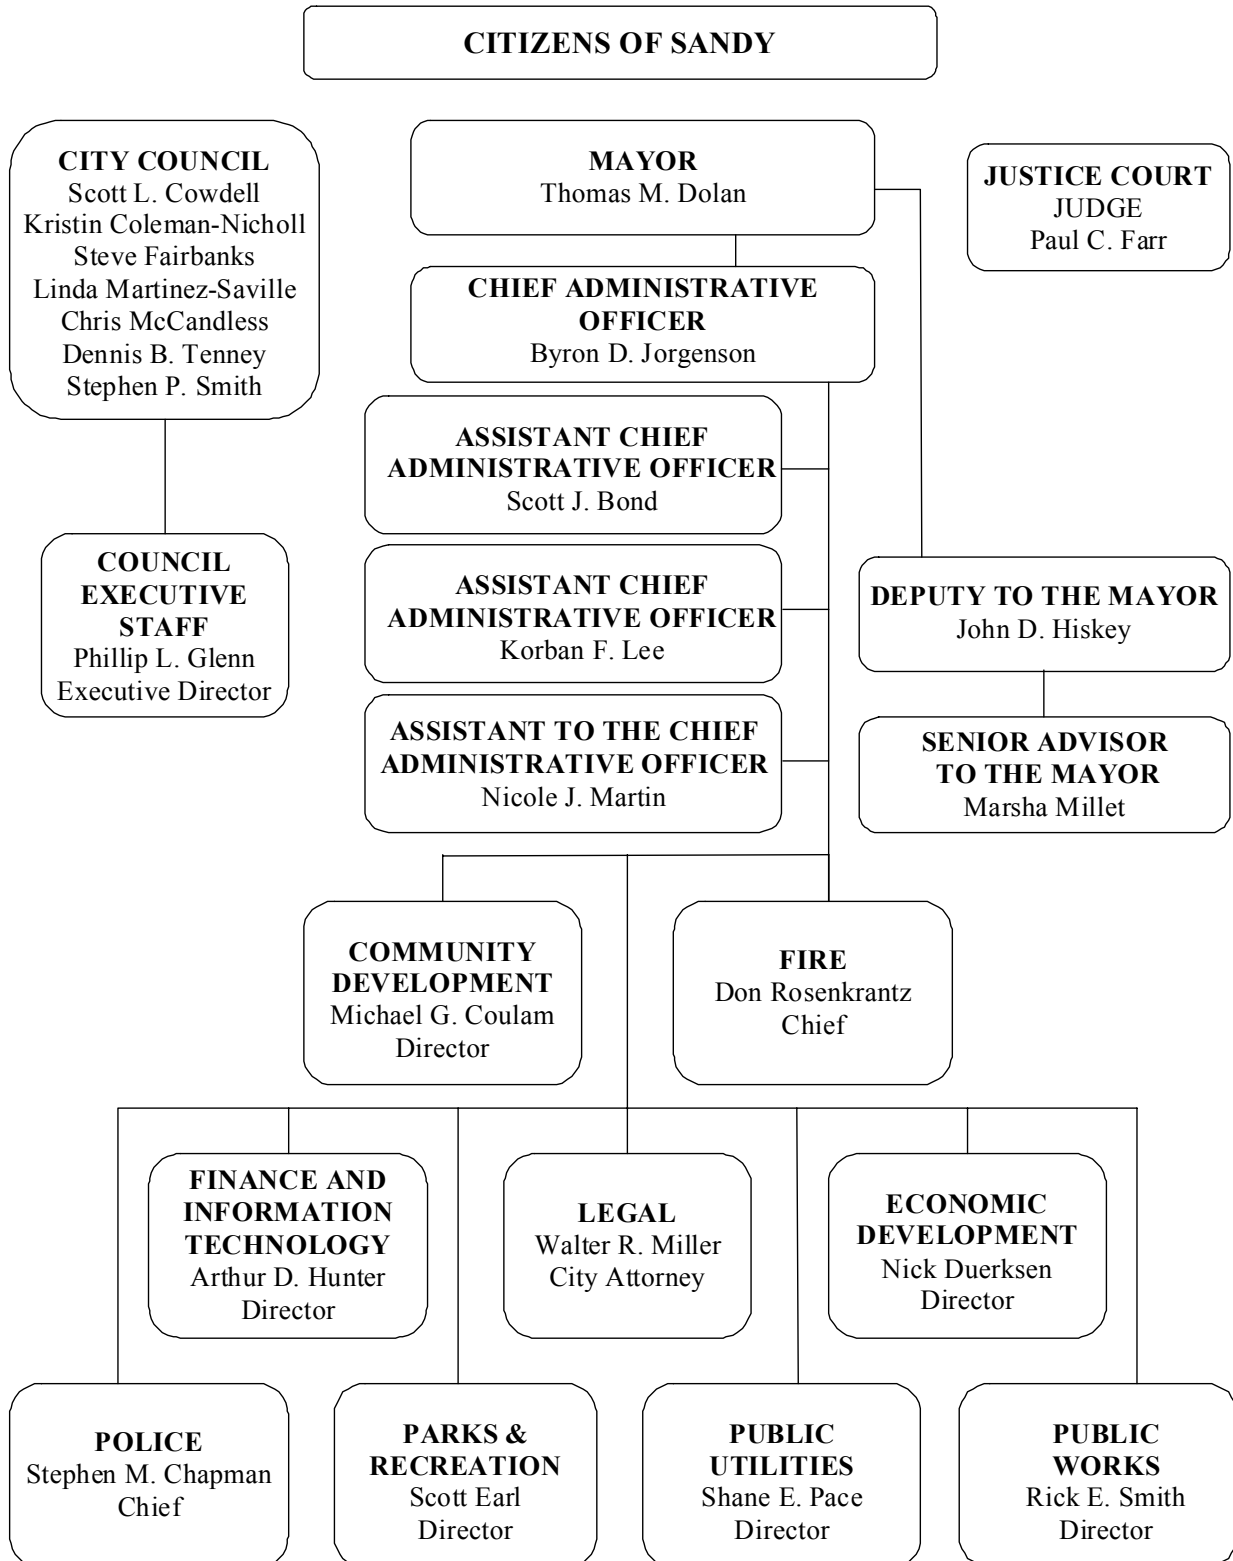 CITIZENS OF SANDY
CITY COUNCIL
Scott L. Cowdell
Kristin Coleman-Nicholl
Steve Fairbanks
Linda Martinez-Saville
Chris McCandless
Dennis B. Tenney
Stephen P. Smith
MAYOR
Thomas M. Dolan
JUSTICE COURT
JUDGE
Paul C. Farr
CHIEF ADMINISTRATIVE
OFFICER
Byron D. Jorgenson
ASSISTANT CHIEF
ADMINISTRATIVE OFFICER
Scott J. Bond
COUNCIL
EXECUTIVE
STAFF
Phillip L. Glenn
Executive Director
ASSISTANT CHIEF
ADMINISTRATIVE OFFICER
Korban F. Lee
DEPUTY TO THE MAYOR
John D. Hiskey
ASSISTANT TO THE CHIEF
ADMINISTRATIVE OFFICER
Nicole J. Martin
SENIOR ADVISOR
TO THE MAYOR
Marsha Millet
COMMUNITY
DEVELOPMENT
Michael G. Coulam
Director
FIRE
Don Rosenkrantz
Chief
FINANCE AND
INFORMATION
TECHNOLOGY
Arthur D. Hunter
Director
LEGAL
Walter R. Miller
City Attorney
ECONOMIC
DEVELOPMENT
Nick Duerksen
Director
POLICE
Stephen M. Chapman
Chief
PARKS &
RECREATION
Scott Earl
Director
PUBLIC
UTILITIES
Shane E. Pace
Director
PUBLIC
WORKS
Rick E. Smith
Director